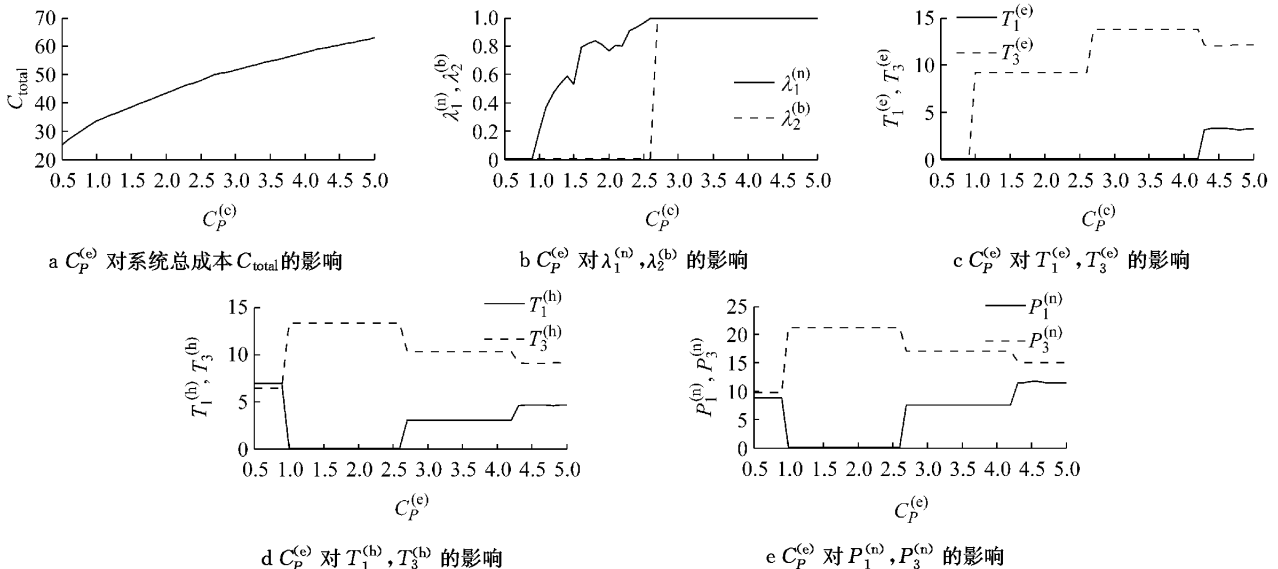 70
60
50
40
30
20
C_total
0.5 1.0 1.5 2.0 2.5 3.0 3.5 4.0 4.5 5.0
C_P^(c)
a C_P^(e) 对系统总成本 C_total 的影响
1.0
0.8
0.6
0.4
0.2
0
λ_1^(n), λ_2^(b)
λ_1^(n)
λ_2^(b)
0.5 1.0 1.5 2.0 2.5 3.0 3.5 4.0 4.5 5.0
C_P^(c)
b C_P^(e) 对 λ_1^(n),λ_2^(b) 的影响
15
10
5
0
T_1^(e), T_3^(e)
T_1^(e)
T_3^(e)
0.5 1.0 1.5 2.0 2.5 3.0 3.5 4.0 4.5 5.0
C_P^(c)
c C_P^(e) 对 T_1^(e),T_3^(e) 的影响
15
10
5
0
T_1^(h), T_3^(h)
T_1^(h)
T_3^(h)
0.5 1.0 1.5 2.0 2.5 3.0 3.5 4.0 4.5 5.0
C_P^(e)
d C_P^(e) 对 T_1^(h),T_3^(h) 的影响
25
20
15
10
5
0
P_1^(n), P_3^(n)
P_1^(n)
P_3^(n)
0.5 1.0 1.5 2.0 2.5 3.0 3.5 4.0 4.5 5.0
C_P^(e)
e C_P^(e) 对 P_1^(n),P_3^(n) 的影响